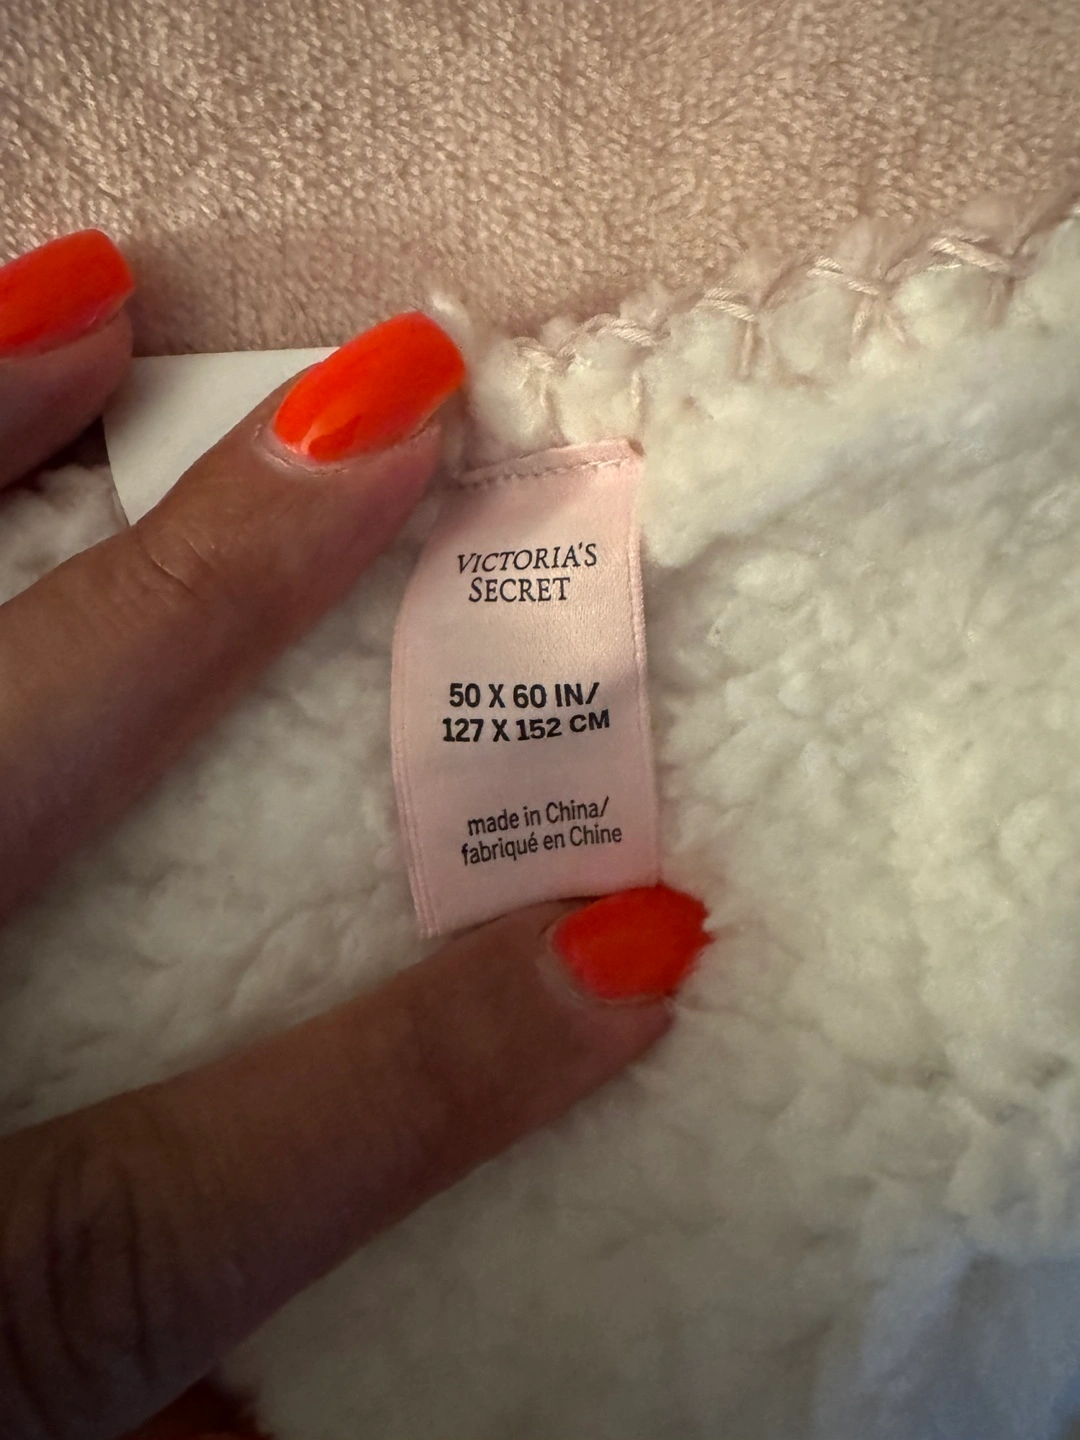 VICTORIA'S
SECRET
50 X 60 IN/
127 X 152 CM
made in China/
fabriqué en Chine